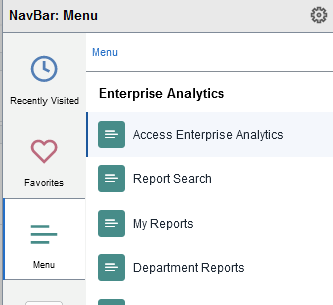 NavBar: Menu
Recently Visited
Favorites
Menu
Menu
Enterprise Analytics
Access Enterprise Analytics
Report Search
My Reports
Department Reports